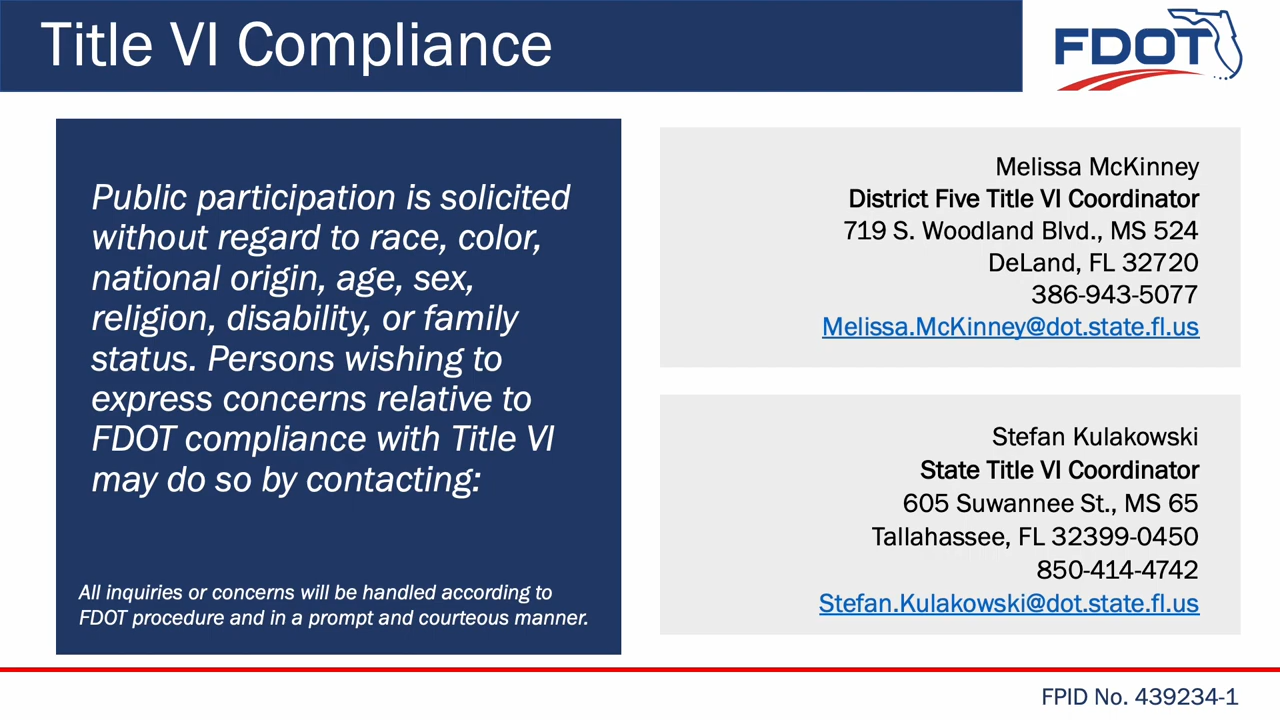 Title VI Compliance
FDOT
Public participation is solicited
without regard to race, color,
national origin, age, sex,
religion, disability, or family
status. Persons wishing to
express concerns relative to
FDOT compliance with Title VI
may do so by contacting:
All inquiries or concerns will be handled according to
FDOT procedure and in a prompt and courteous manner.
Melissa McKinney
District Five Title VI Coordinator
719 S. Woodland Blvd., MS 524
DeLand, FL 32720
386-943-5077
Melissa.McKinney@dot.state.fl.us
Stefan Kulakowski
State Title VI Coordinator
605 Suwannee St., MS 65
Tallahassee, FL 32399-0450
850-414-4742
Stefan.Kulakowski@dot.state.fl.us
FPID No. 439234-1